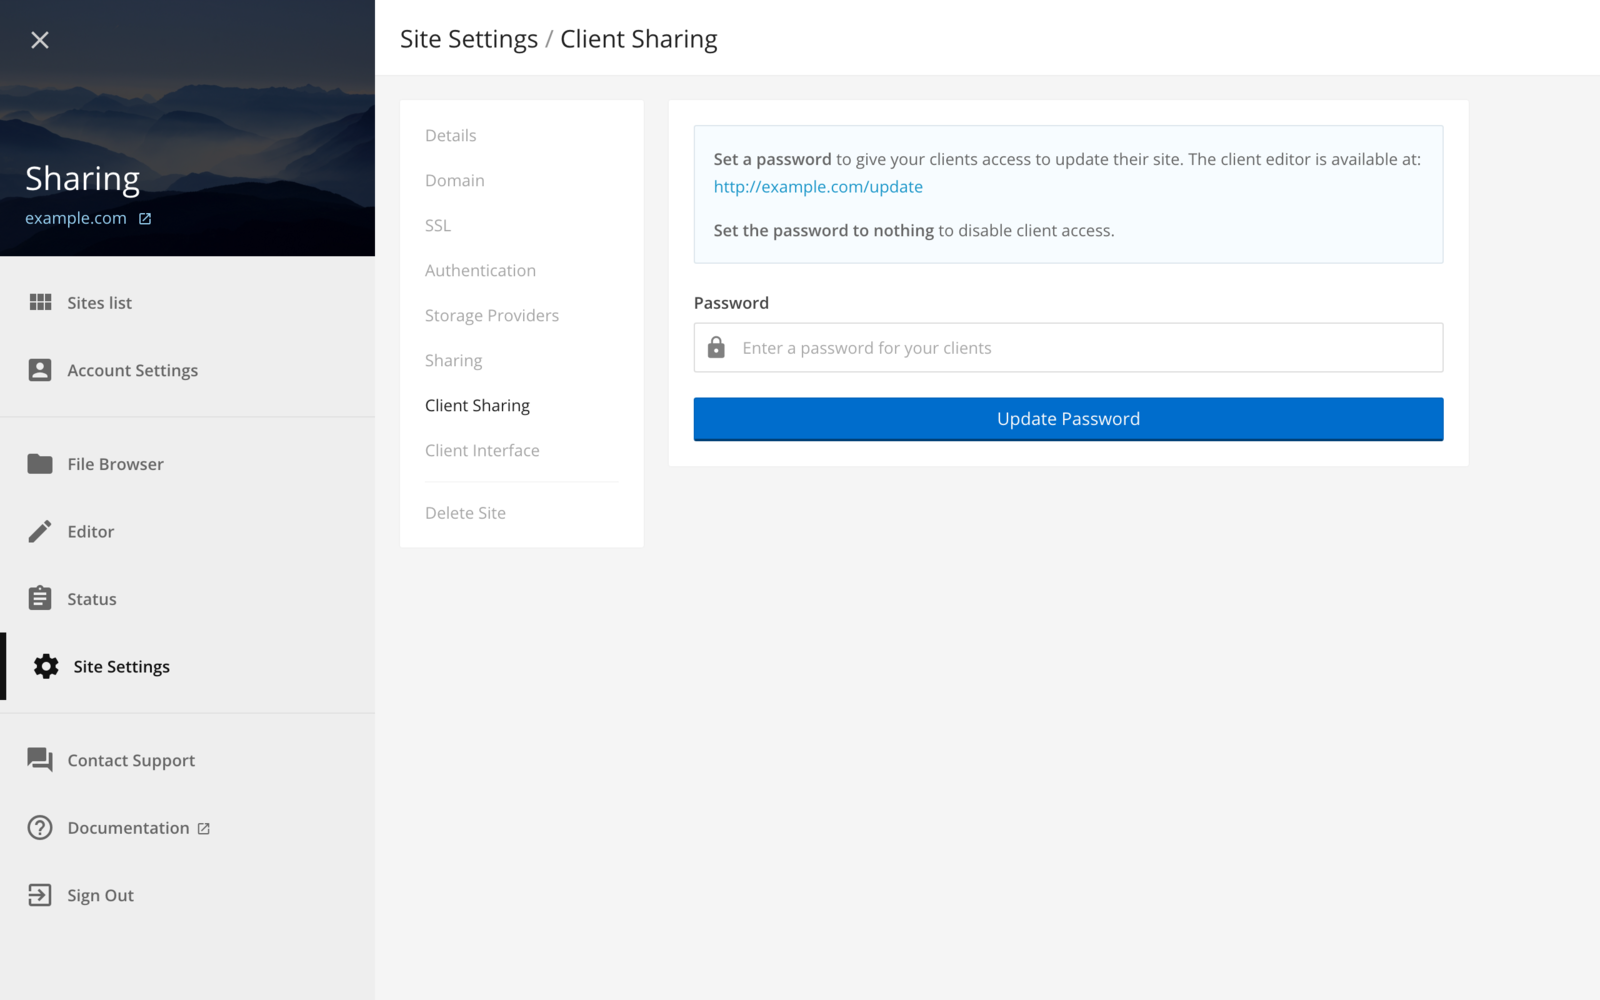 Sharing
example.com
Sites list
Account Settings
File Browser
Editor
Status
Site Settings
Contact Support
Documentation
Sign Out
Site Settings / Client Sharing
Details
Domain
SSL
Authentication
Storage Providers
Sharing
Client Sharing
Client Interface
Delete Site
Set a password to give your clients access to update their site. The client editor is available at:
http://example.com/update
Set the password to nothing to disable client access.
Password
Enter a password for your clients
Update Password